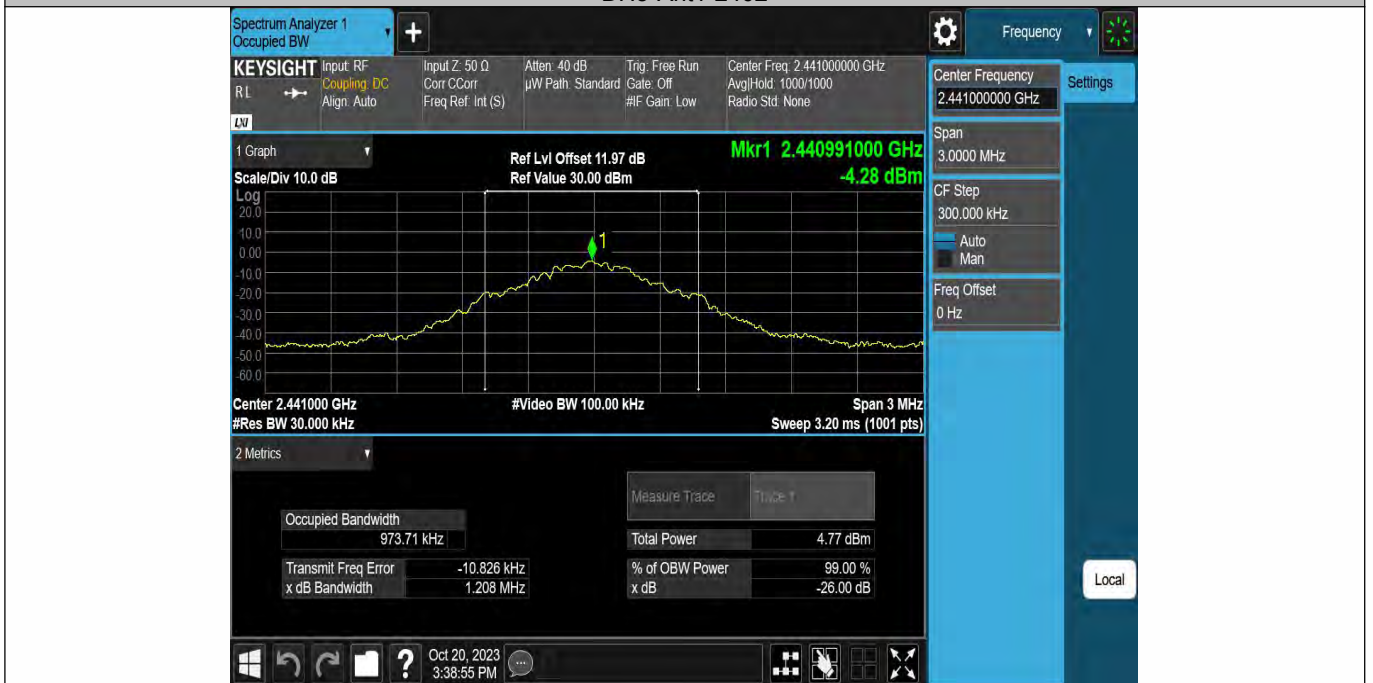 Spectrum Analyzer 1
Occupied BW
Frequency
KEYSIGHT
RL
LXI
Input: RF
Coupling: DC
Align: Auto
Input Z: 50 Ω
Corr CCorr
Freq Ref: Int (S)
Atten: 40 dB
µW Path: Standard
Trig: Free Run
Gate: Off
#IF Gain: Low
Center Freq: 2.441000000 GHz
Avg|Hold: 1000/1000
Radio Std: None
Center Frequency
2.441000000 GHz
Settings
Span
3.0000 MHz
CF Step
300.000 kHz
Auto
Man
Freq Offset
0 Hz
1 Graph
Scale/Div 10.0 dB
Ref Lvl Offset 11.97 dB
Ref Value 30.00 dBm
Mkr1 2.440991000 GHz
-4.28 dBm
Log
20.0
10.0
0.00
-10.0
-20.0
-30.0
-40.0
-50.0
-60.0
1
Center 2.441000 GHz
#Res BW 30.000 kHz
#Video BW 100.00 kHz
Span 3 MHz
Sweep 3.20 ms (1001 pts)
2 Metrics
Measure Trace
Trace 1
Occupied Bandwidth
973.71 kHz
Total Power 4.77 dBm
Transmit Freq Error -10.826 kHz
% of OBW Power 99.00 %
x dB Bandwidth 1.208 MHz
x dB -26.00 dB
Local
Oct 20, 2023
3:38:55 PM